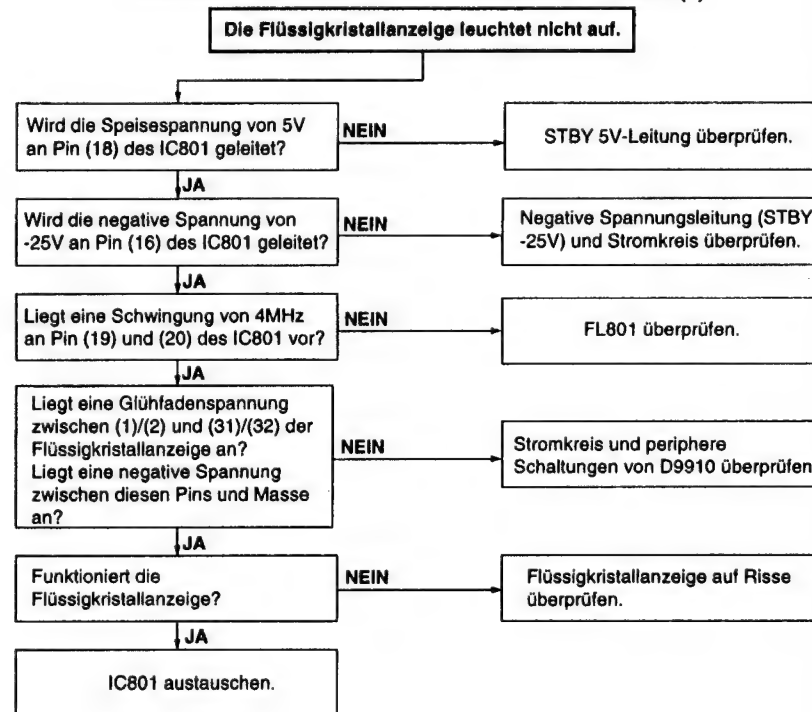 Die Flüssigkristallanzeige leuchtet nicht auf.
Wird die Speisespannung von 5V
an Pin (18) des IC801 geleitet?
NEIN
STBY 5V-Leitung überprüfen.
JA
Wird die negative Spannung von
-25V an Pin (16) des IC801 geleitet?
NEIN
Negative Spannungsleitung (STBY
-25V) und Stromkreis überprüfen.
JA
Liegt eine Schwingung von 4MHz
an Pin (19) und (20) des IC801 vor?
NEIN
FL801 überprüfen.
JA
Liegt eine Glühfadenspannung
zwischen (1)/(2) und (31)/(32) der
Flüssigkristallanzeige an?
Liegt eine negative Spannung
zwischen diesen Pins und Masse
an?
NEIN
Stromkreis und periphere
Schaltungen von D9910 überprüfen
JA
Funktioniert die
Flüssigkristallanzeige?
NEIN
Flüssigkristallanzeige auf Risse
überprüfen.
JA
IC801 austauschen.